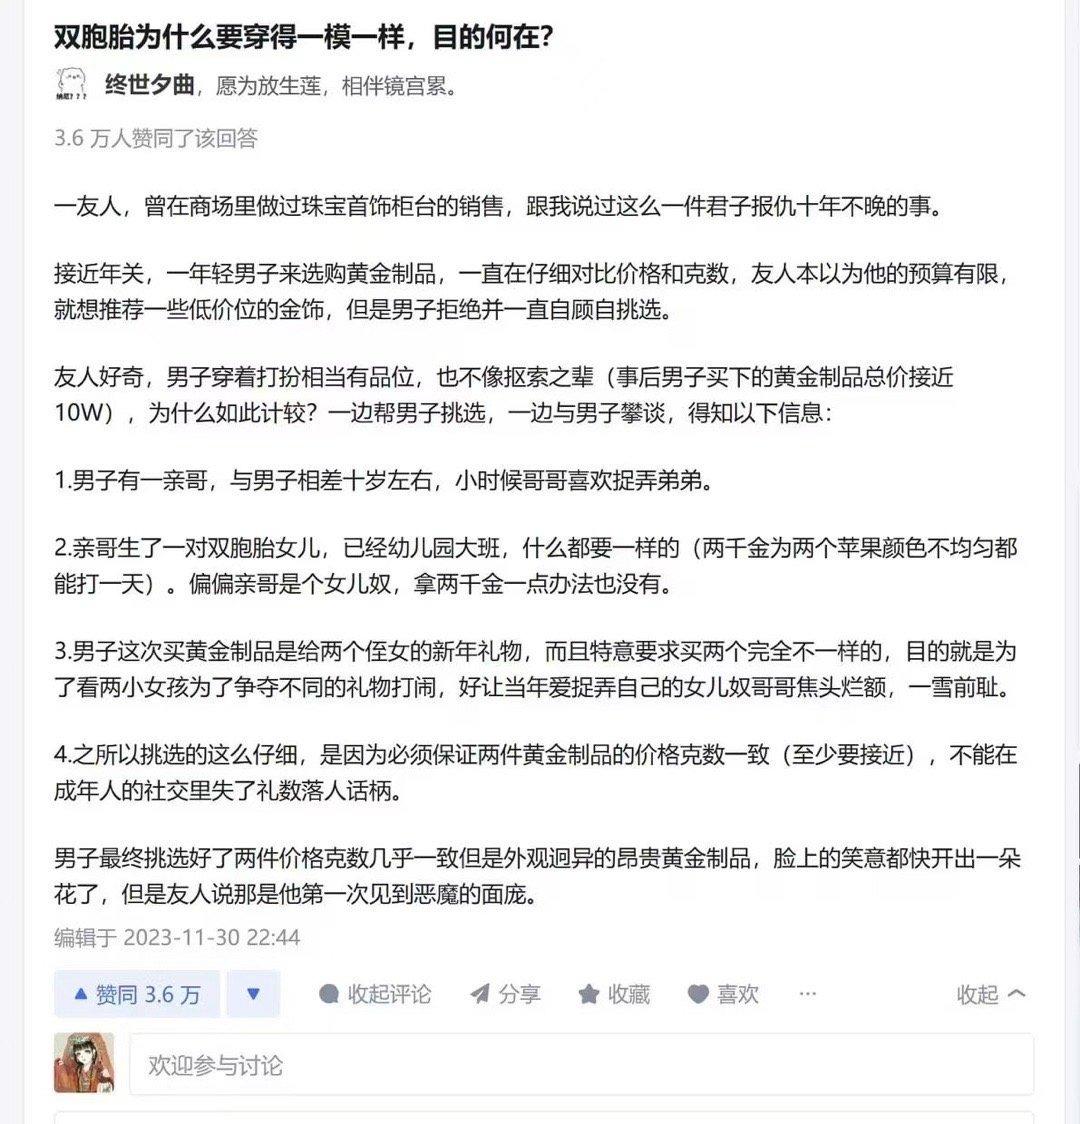 双胞胎为什么要穿得一模一样，目的何在？
终世夕曲，愿为放生莲，相伴镜宫累。
3.6 万人赞同了该回答
一友人，曾在商场里做过珠宝首饰柜台的销售，跟我说过这么一件君子报仇十年不晚的事。
接近年关，一年轻男子来选购黄金制品，一直在仔细对比价格和克数，友人本以为他的预算有限，
就想推荐一些低价位的金饰，但是男子拒绝并一直自顾自挑选。
友人好奇，男子穿着打扮相当有品位，也不像抠索之辈（事后男子买下的黄金制品总价接近
10W），为什么如此计较？一边帮男子挑选，一边与男子攀谈，得知以下信息：
1.男子有一亲哥，与男子相差十岁左右，小时候哥哥喜欢捉弄弟弟。
2.亲哥生了一对双胞胎女儿，已经幼儿园大班，什么都要一样的（两千金为两个苹果颜色不均匀都
能打一天）。偏偏亲哥是个女儿奴，拿两千金一点办法也没有。
3.男子这次买黄金制品是给两个侄女的新年礼物，而且特意要求买两个完全不一样的，目的就是为
了看两小女孩为了争夺不同的礼物打闹，好让当年爱捉弄自己的女儿奴哥哥焦头烂额，一雪前耻。
4.之所以挑选的这么仔细，是因为必须保证两件黄金制品的价格克数一致（至少要接近），不能在
成年人的社交里失了礼数落人话柄。
男子最终挑选好了两件价格克数几乎一致但是外观迥异的昂贵黄金制品，脸上的笑意都快开出一朵
花了，但是友人说那是他第一次见到恶魔的面庞。
编辑于 2023-11-30 22:44
赞同 3.6 万 收起评论 分享 收藏 喜欢 ··· 收起
欢迎参与讨论